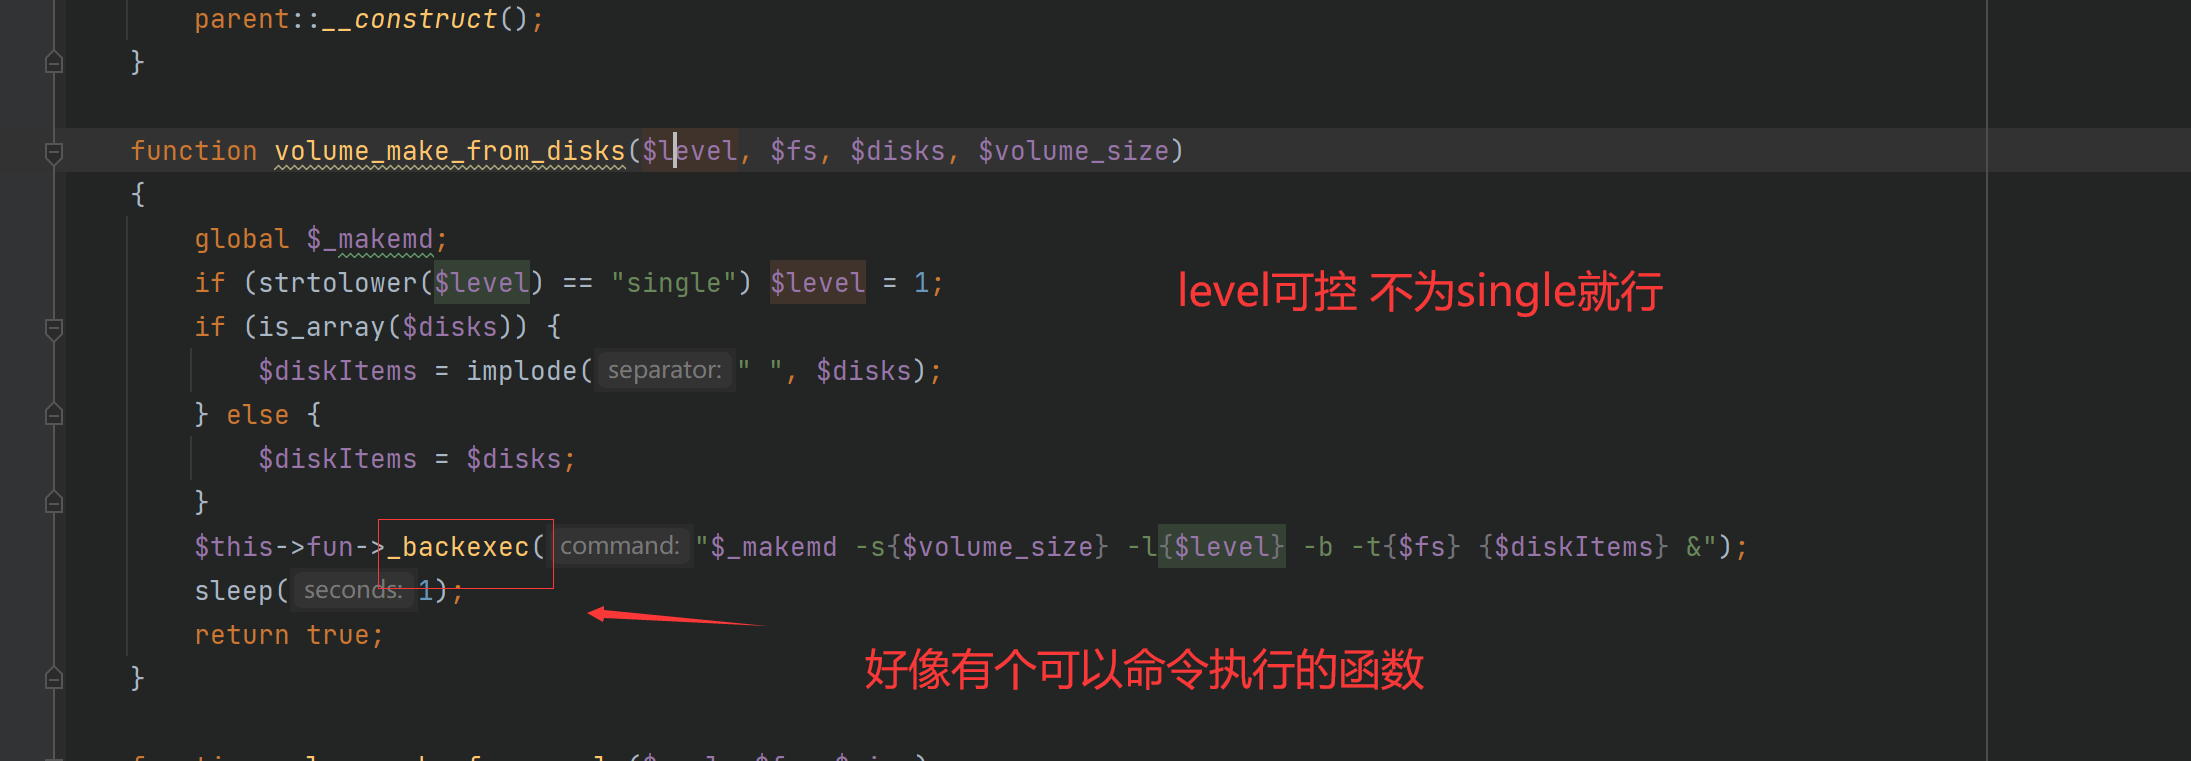 parent::__construct();
}
function volume_make_from_disks($level, $fs, $disks, $volume_size)
{
global $_makemd;
if (strtolower($level) == "single") $level = 1;
level可控 不为single就行
if (is_array($disks)) {
$diskItems = implode( separator: " ", $disks);
} else {
$diskItems = $disks;
}
$this->fun->_backexec( command: "$_makemd -s{$volume_size} -l{$level} -b -t{$fs} {$diskItems} &");
sleep( seconds: 1);
return true;
好像有个可以命令执行的函数
}